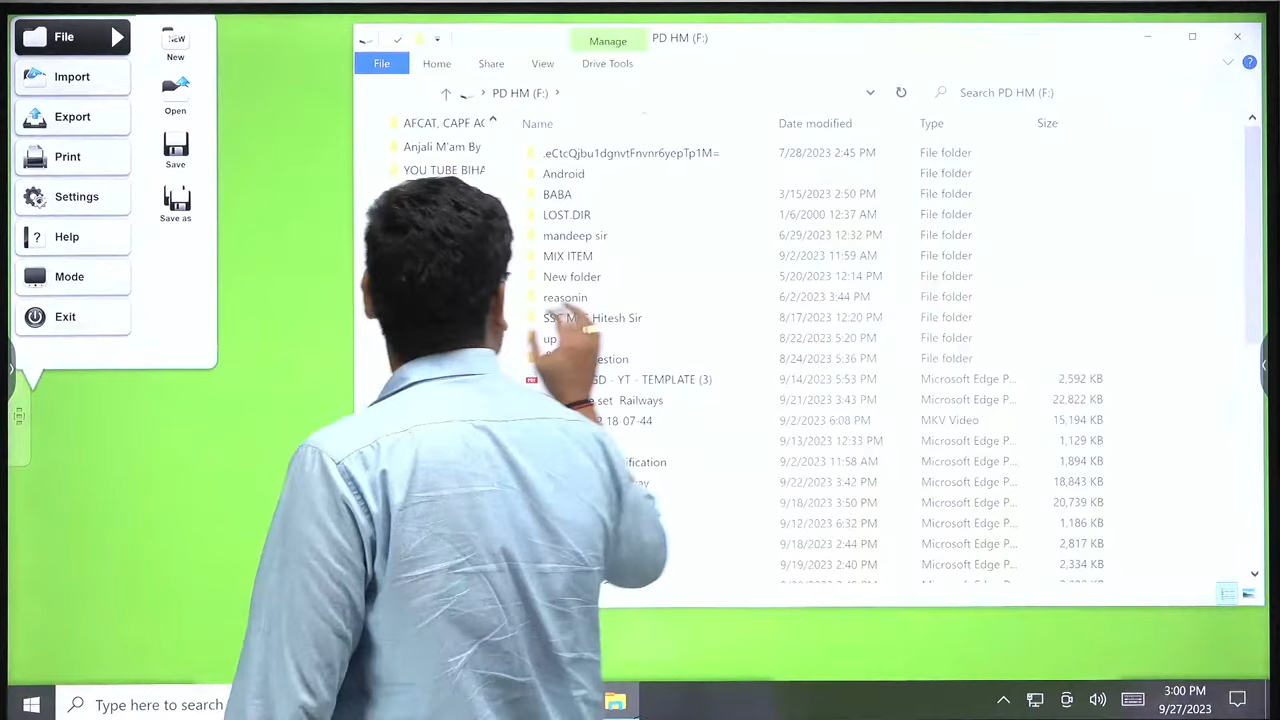 File
Import
Export
Print
Settings
Help
Mode
Exit
NEW
New
Open
Save
Save as
Manage
PD HM (F:)
File
Home
Share
View
Drive Tools
PD HM (F:)
Search PD HM (F:)
AFCAT, CAPF AC
Anjali M'am By
YOU TUBE BIHA
Name Date modified Type Size
.eCtcQjbu1dgnvtFnvnr6yepTp1M= 7/28/2023 2:45 PM File folder
Android File folder
BABA 3/15/2023 2:50 PM File folder
LOST.DIR 1/6/2000 12:37 AM File folder
mandeep sir 6/29/2023 12:32 PM File folder
MIX ITEM 9/2/2023 11:59 AM File folder
New folder 5/20/2023 12:14 PM File folder
reasonin 6/2/2023 3:44 PM File folder
SSC Hitesh Sir 8/17/2023 12:20 PM File folder
up 8/22/2023 5:20 PM File folder
estion 8/24/2023 5:36 PM File folder
GD - YT - TEMPLATE (3) 9/14/2023 5:53 PM Microsoft Edge P... 2,592 KB
set Railways 9/21/2023 3:43 PM Microsoft Edge P... 22,822 KB
18-07-44 9/2/2023 6:08 PM MKV Video 15,194 KB
9/13/2023 12:33 PM Microsoft Edge P... 1,129 KB
ification 9/2/2023 11:58 AM Microsoft Edge P... 1,894 KB
9/22/2023 3:42 PM Microsoft Edge P... 18,843 KB
9/18/2023 3:50 PM Microsoft Edge P... 20,739 KB
9/12/2023 6:32 PM Microsoft Edge P... 1,186 KB
9/18/2023 2:44 PM Microsoft Edge P... 2,817 KB
9/19/2023 2:40 PM Microsoft Edge P... 2,334 KB
Type here to search
3:00 PM
9/27/2023